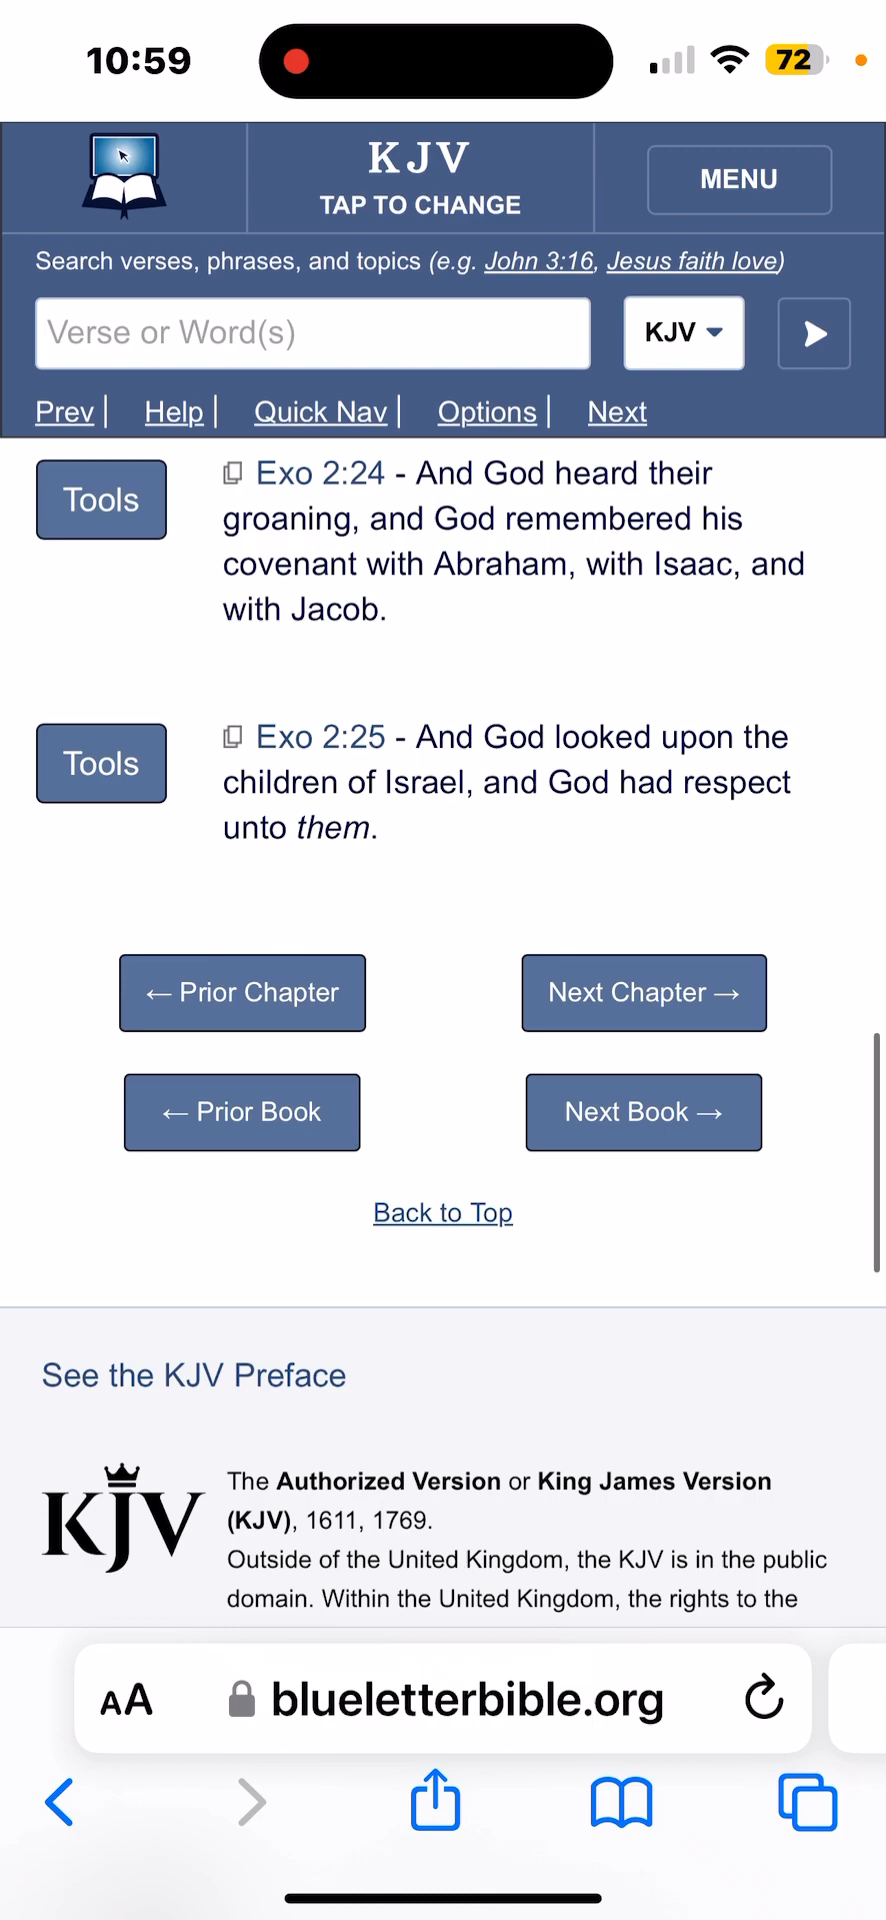 10:59
72
KJV
TAP TO CHANGE
MENU
Search verses, phrases, and topics (e.g. John 3:16, Jesus faith love)
Verse or Word(s)
KJV
Prev | Help | Quick Nav | Options | Next
Tools
Exo 2:24 - And God heard their
groaning, and God remembered his
covenant with Abraham, with Isaac, and
with Jacob.
Tools
Exo 2:25 - And God looked upon the
children of Israel, and God had respect
unto them.
← Prior Chapter
Next Chapter →
← Prior Book
Next Book →
Back to Top
See the KJV Preface
KJV
The Authorized Version or King James Version
(KJV), 1611, 1769.
Outside of the United Kingdom, the KJV is in the public
domain. Within the United Kingdom, the rights to the
AA
blueletterbible.org